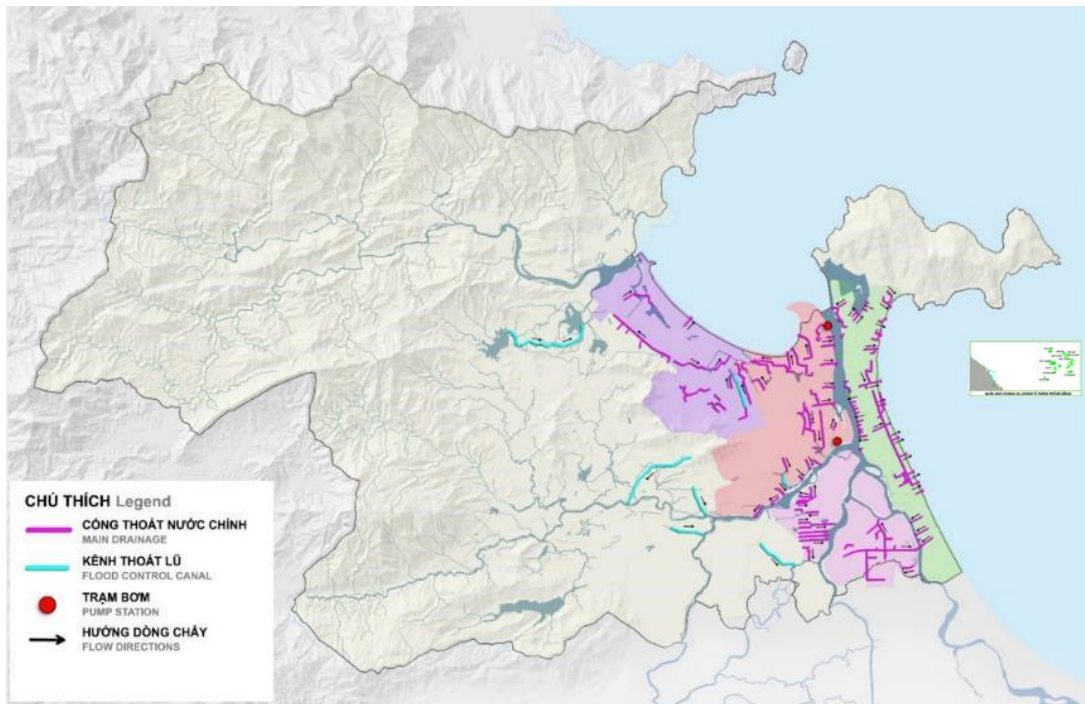 CHÚ THÍCH Legend
CỐNG THOÁT NƯỚC CHÍNH
MAIN DRAINAGE
KÊNH THOÁT LŨ
FLOOD CONTROL CANAL
TRẠM BƠM
PUMP STATION
HƯỚNG DÒNG CHẢY
FLOW DIRECTIONS